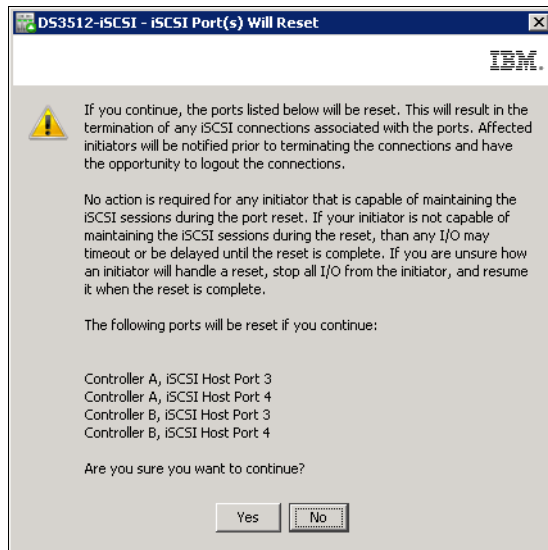 DS3512-iSCSI - iSCSI Port(s) Will Reset
IBM.
If you continue, the ports listed below will be reset. This will result in the
termination of any iSCSI connections associated with the ports. Affected
initiators will be notified prior to terminating the connections and have
the opportunity to logout the connections.
No action is required for any initiator that is capable of maintaining the
iSCSI sessions during the port reset. If your initiator is not capable of
maintaining the iSCSI sessions during the reset, than any I/O may
timeout or be delayed until the reset is complete. If you are unsure how
an initiator will handle a reset, stop all I/O from the initiator, and resume
it when the reset is complete.
The following ports will be reset if you continue:
Controller A, iSCSI Host Port 3
Controller A, iSCSI Host Port 4
Controller B, iSCSI Host Port 3
Controller B, iSCSI Host Port 4
Are you sure you want to continue?
Yes No